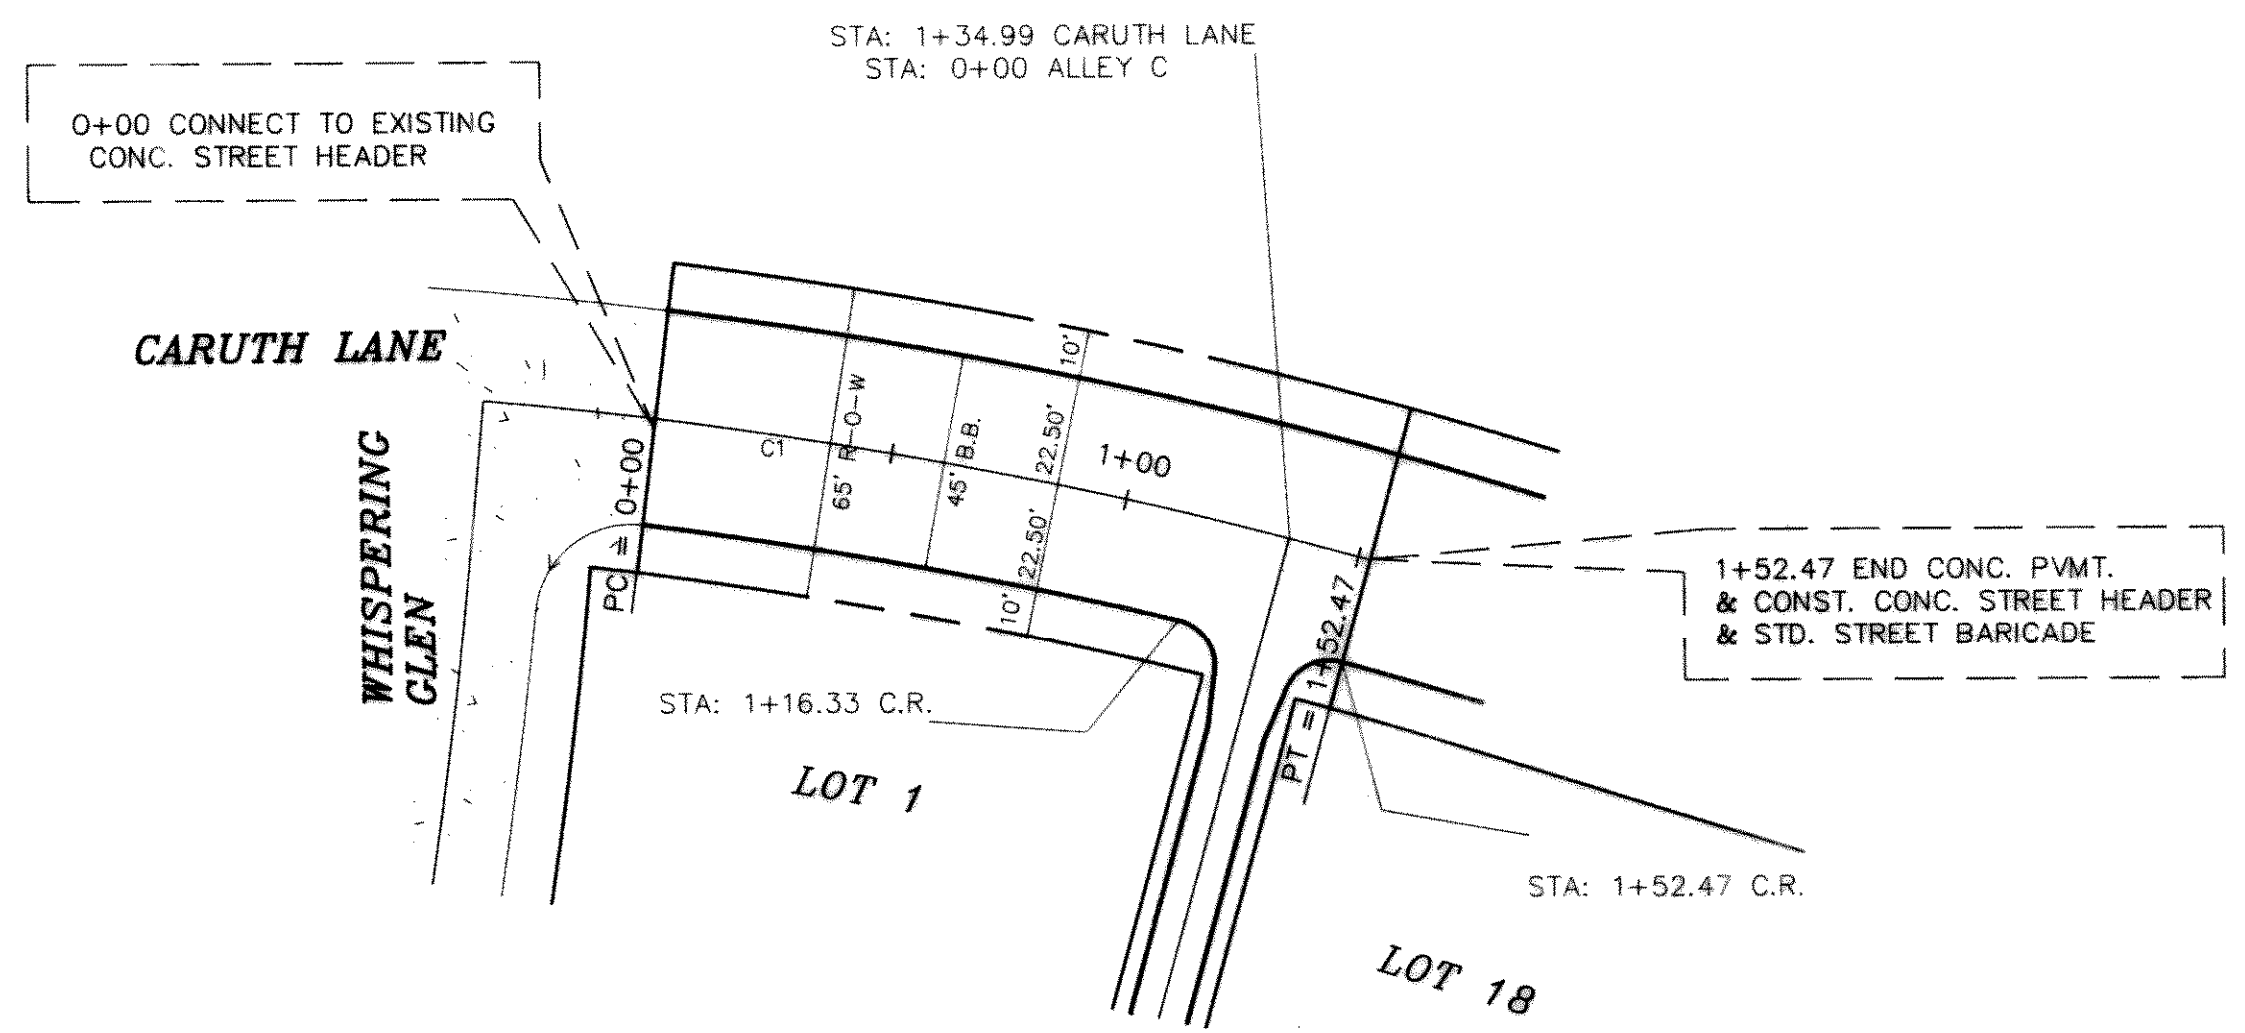 STA: 1+34.99 CARUTH LANE
STA: 0+00 ALLEY C
0+00 CONNECT TO EXISTING
CONC. STREET HEADER
CARUTH LANE
WHISPERING
GLEN
PC = 0+00
C1
65' R-O-W
45' B.B.
10'
22.50'
22.50'
10'
1+00
1+52.47 END CONC. PVMT.
& CONST. CONC. STREET HEADER
& STD. STREET BARICADE
PT = 1+52.47
STA: 1+16.33 C.R.
LOT 1
STA: 1+52.47 C.R.
LOT 18